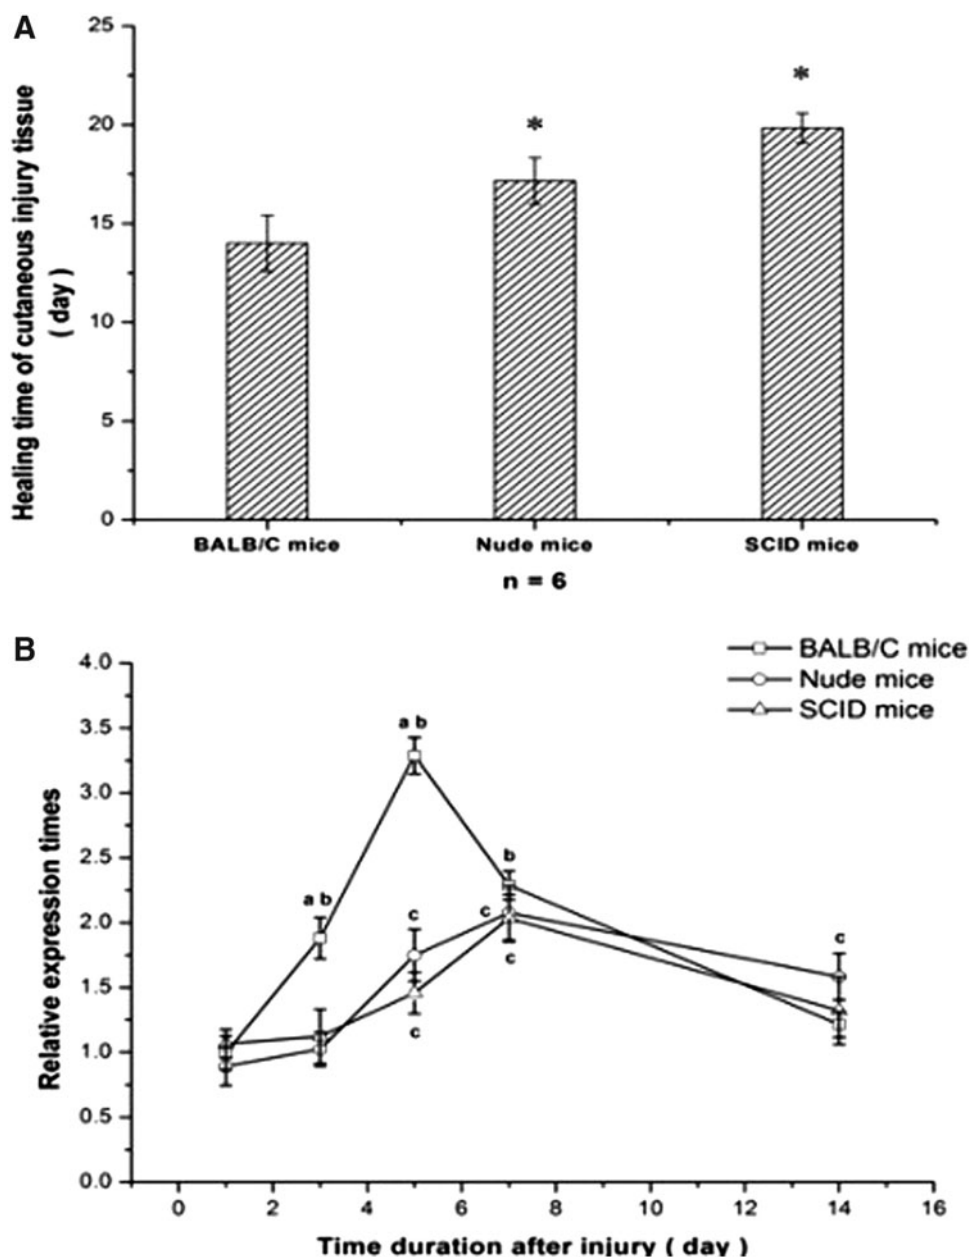 A
25
20
15
10
5
0
Healing time of cutaneous injury tissue
( day )
*
*
BALB/C mice
Nude mice
SCID mice
n = 6
B
4.0
3.5
3.0
2.5
2.0
1.5
1.0
0.5
0.0
Relative expression times
BALB/C mice
Nude mice
SCID mice
a b
a b
b
c
c
c
c
c
0
2
4
6
8
10
12
14
16
Time duration after injury ( day )